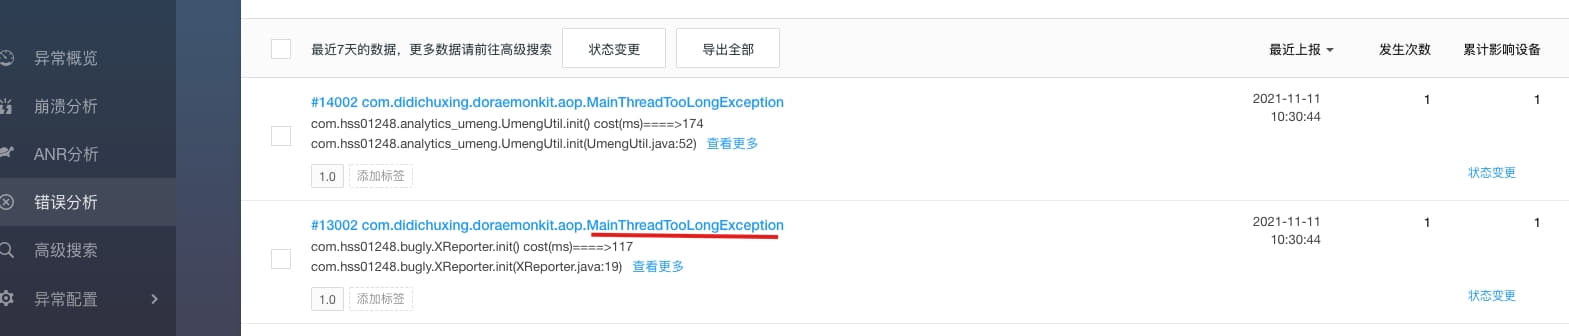 异常概览
崩溃分析
ANR分析
错误分析
高级搜索
异常配置
最近7天的数据，更多数据请前往高级搜索 状态变更 导出全部 最近上报 发生次数 累计影响设备
#14002 com.didichuxing.doraemonkit.aop.MainThreadTooLongException 2021-11-11 1 1
com.hss01248.analytics_umeng.UmengUtil.init() cost(ms)====>174 10:30:44
com.hss01248.analytics_umeng.UmengUtil.init(UmengUtil.java:52) 查看更多
1.0 添加标签 状态变更
#13002 com.didichuxing.doraemonkit.aop.MainThreadTooLongException 2021-11-11 1 1
com.hss01248.bugly.XReporter.init() cost(ms)====>117 10:30:44
com.hss01248.bugly.XReporter.init(XReporter.java:19) 查看更多
1.0 添加标签 状态变更